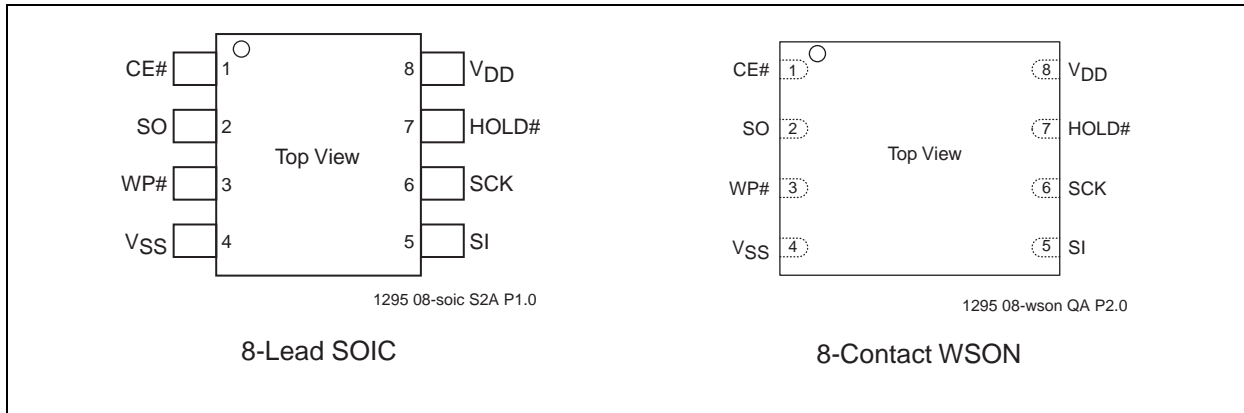 CE# 1 8 VDD
SO 2 7 HOLD#
Top View
WP# 3 6 SCK
VSS 4 5 SI
1295 08-soic S2A P1.0
8-Lead SOIC
CE# 1 8 VDD
SO 2 7 HOLD#
Top View
WP# 3 6 SCK
VSS 4 5 SI
1295 08-wson QA P2.0
8-Contact WSON